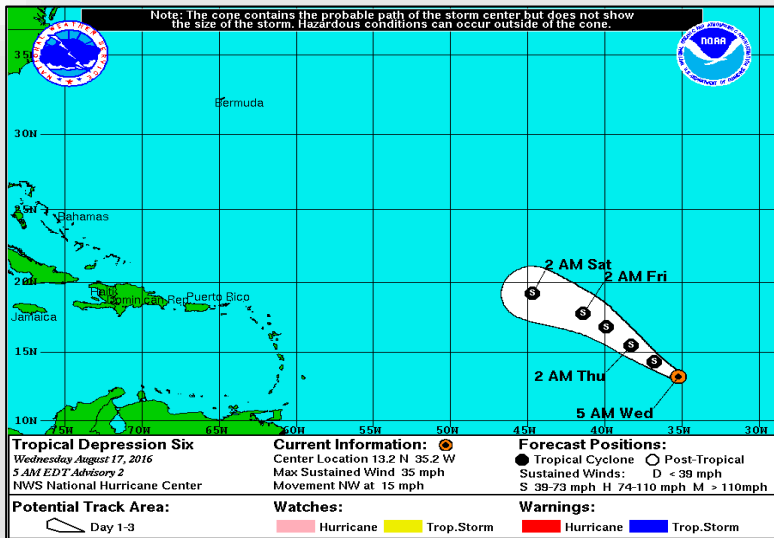 Note: The cone contains the probable path of the storm center but does not show
the size of the storm. Hazardous conditions can occur outside of the cone.
NATIONAL WEATHER SERVICE
NOAA
35N
Bermuda
30N
25N
Bahamas
20N
2 AM Sat
2 AM Fri
Haiti
Dominican Rep
Puerto Rico
Jamaica
S
S
S
S
S
15N
2 AM Thu
5 AM Wed
10N
75W 70W 65W 60W 55W 50W 45W 40W 35W 30W
Tropical Depression Six
Wednesday August 17, 2016
5 AM EDT Advisory 2
NWS National Hurricane Center
Current Information:
Center Location 13.2 N 35.2 W
Max Sustained Wind 35 mph
Movement NW at 15 mph
Forecast Positions:
Tropical Cyclone Post-Tropical
Sustained Winds: D < 39 mph
S 39-73 mph H 74-110 mph M > 110mph
Potential Track Area:
Day 1-3
Watches:
Hurricane Trop.Storm
Warnings:
Hurricane Trop.Storm